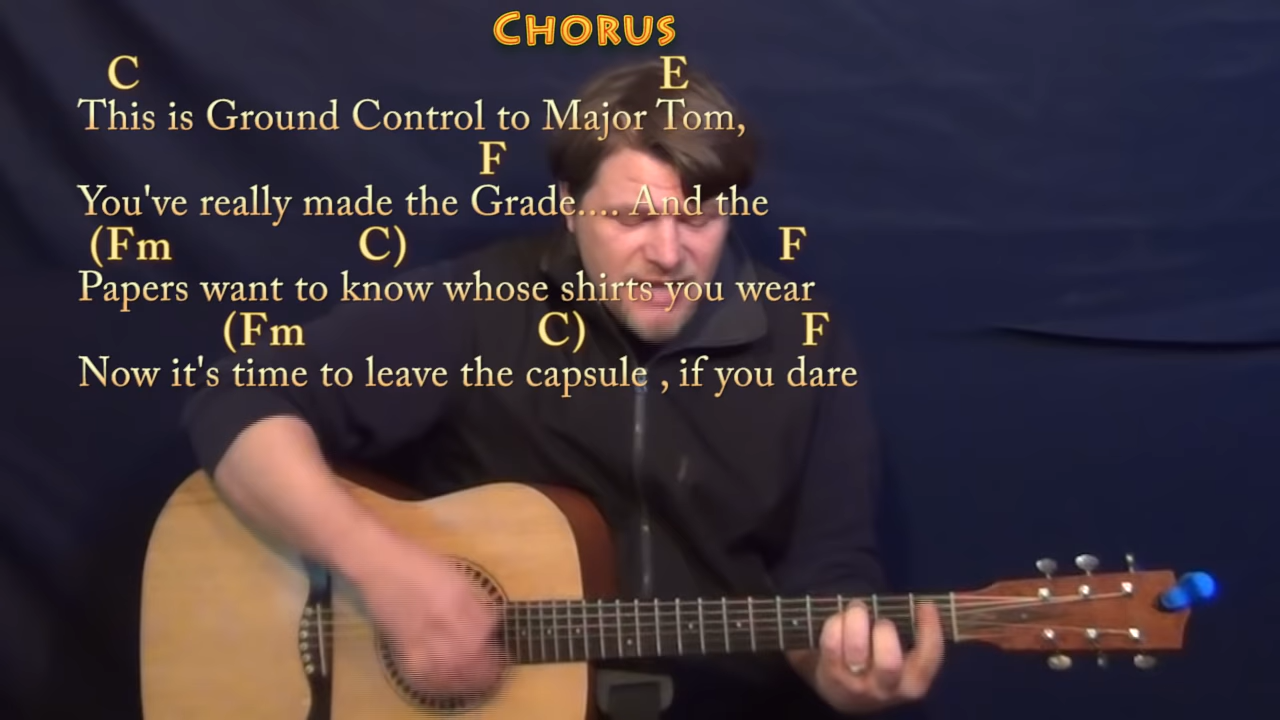 CHORUS
C E
This is Ground Control to Major Tom,
F
You've really made the Grade.... And the
(Fm C) F
Papers want to know whose shirts you wear
(Fm C) F
Now it's time to leave the capsule , if you dare